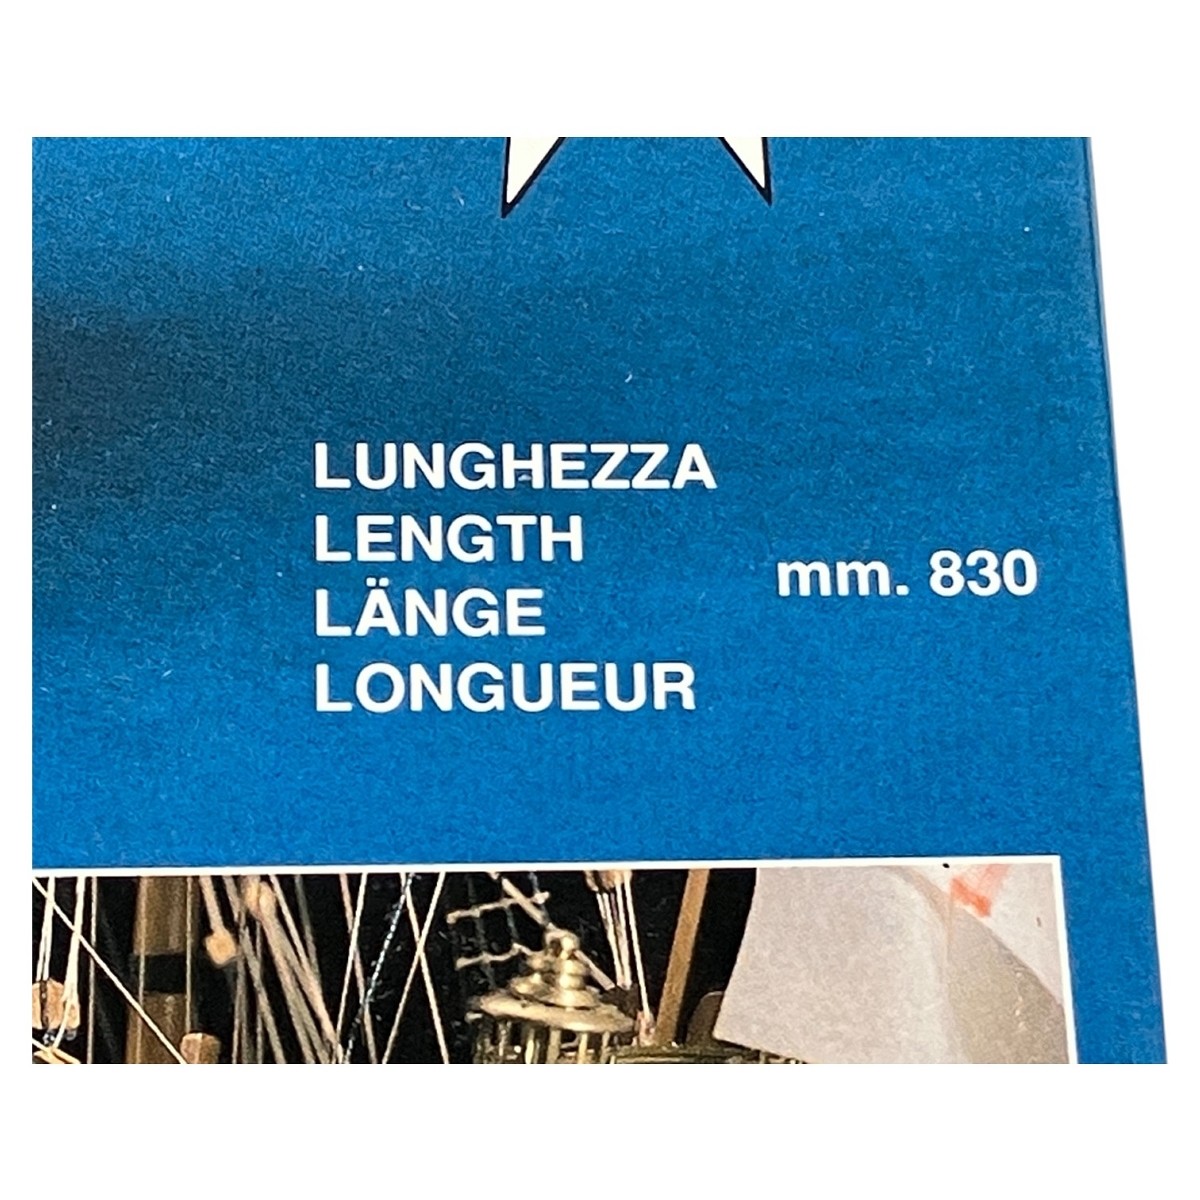 LUNGHEZZA
LENGTH
LÄNGE
LONGUEUR
mm. 830